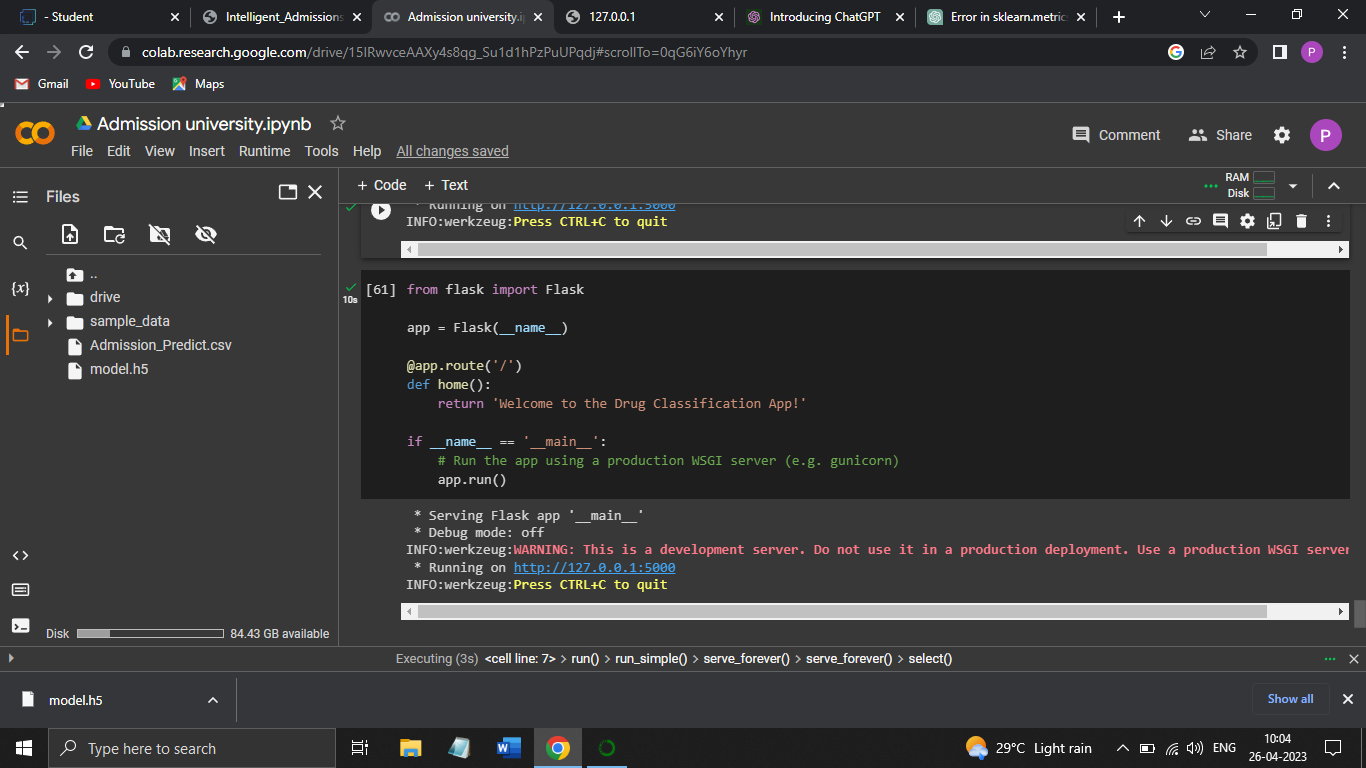 - Student
Intelligent_Admissions
Admission university.i
127.0.0.1
Introducing ChatGPT
Error in sklearn.metric
colab.research.google.com/drive/15lRwvceAAXy4s8qg_Su1d1hPzPuUPqdj#scrollTo=0qG6iY6oYhyr
P
Gmail
YouTube
Maps
Admission university.ipynb
Comment
Share
P
File Edit View Insert Runtime Tools Help All changes saved
Files
+ Code + Text
RAM
Disk
* Running on http://127.0.0.1:5000
INFO:werkzeug:Press CTRL+C to quit
..
drive
sample_data
Admission_Predict.csv
model.h5
{x}
10s
[61] from flask import Flask
app = Flask(__name__)
@app.route('/')
def home():
return 'Welcome to the Drug Classification App!'
if __name__ == '__main__':
# Run the app using a production WSGI server (e.g. gunicorn)
app.run()
* Serving Flask app '__main__'
* Debug mode: off
INFO:werkzeug:WARNING: This is a development server. Do not use it in a production deployment. Use a production WSGI server
* Running on http://127.0.0.1:5000
INFO:werkzeug:Press CTRL+C to quit
Disk 84.43 GB available
Executing (3s) <cell line: 7> > run() > run_simple() > serve_forever() > serve_forever() > select()
model.h5
Show all
Type here to search
29°C Light rain
ENG
10:04
26-04-2023